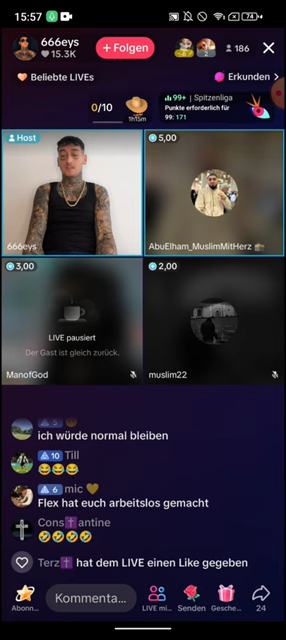 15:57
74
666eys
15.3K
+ Folgen
186
Beliebte LIVEs
Erkunden >
0/10
1h15m
99+ | Spitzenliga
Punkte erforderlich für
99: 171
Host
5,00
666eys
AbuElham_MuslimMitHerz
3,00
2,00
LIVE pausiert
Der Gast ist gleich zurück.
ManofGod
muslim22
ich würde normal bleiben
10 Till
6 mic
Flex hat euch arbeitslos gemacht
Cons antine
Terz hat dem LIVE einen Like gegeben
Abonn...
Kommenta...
LIVE mi...
Senden
Gesche...
24